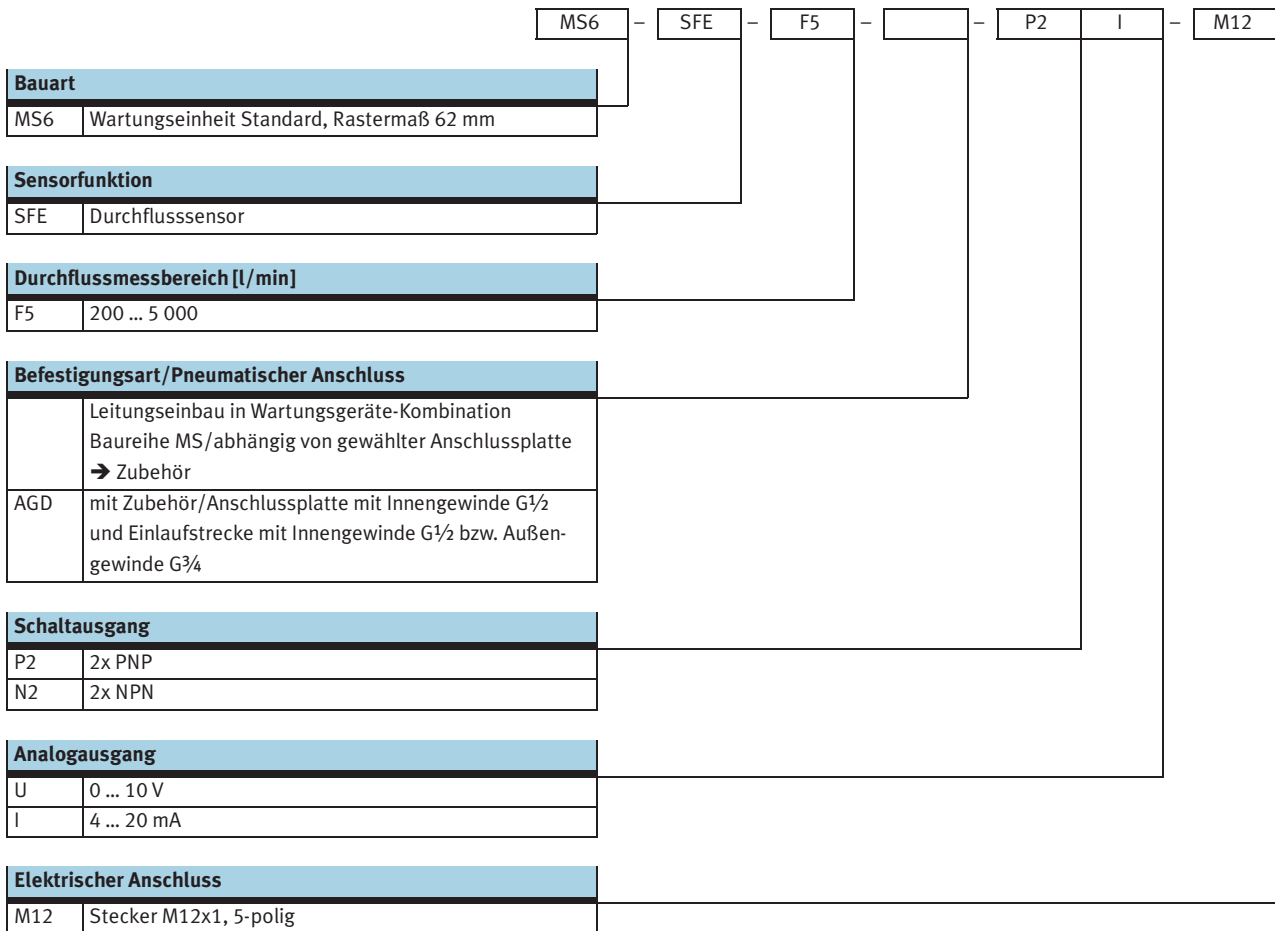 MS6 – SFE – F5 – – P2 I – M12
Bauart
MS6 Wartungseinheit Standard, Rastermaß 62 mm
Sensorfunktion
SFE Durchflusssensor
Durchflussmessbereich [l/min]
F5 200 ... 5 000
Befestigungsart/Pneumatischer Anschluss
Leitungseinbau in Wartungsgeräte-Kombination
Baureihe MS/abhängig von gewählter Anschlussplatte
➔ Zubehör
AGD mit Zubehör/Anschlussplatte mit Innengewinde G½
und Einlaufstrecke mit Innengewinde G½ bzw. Außen-
gewinde G¾
Schaltausgang
P2 2x PNP
N2 2x NPN
Analogausgang
U 0 ... 10 V
I 4 ... 20 mA
Elektrischer Anschluss
M12 Stecker M12x1, 5-polig